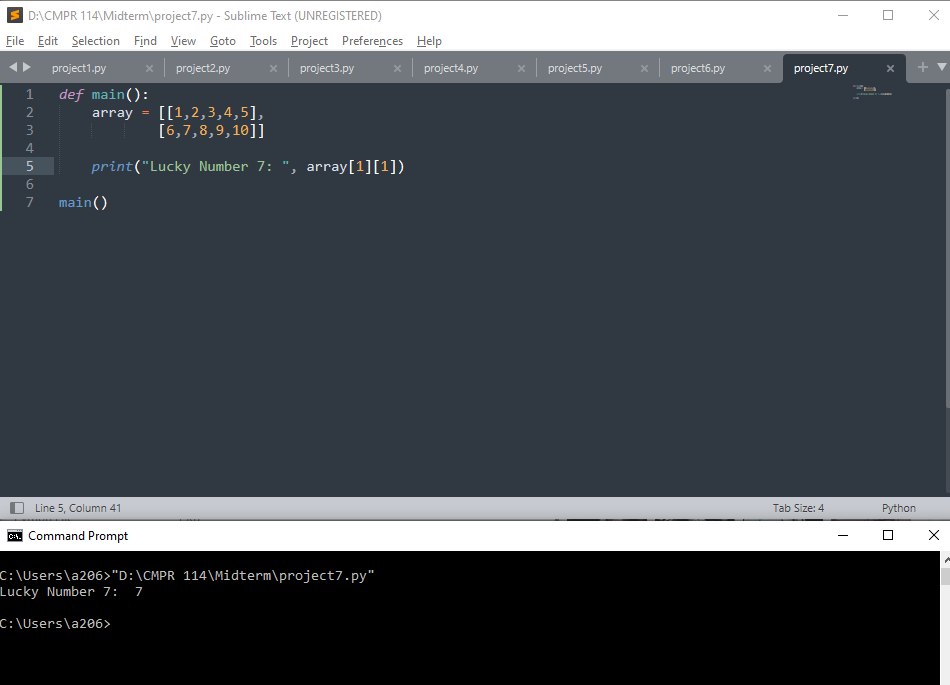 D:\CMPR 114\Midterm\project7.py - Sublime Text (UNREGISTERED)
File Edit Selection Find View Goto Tools Project Preferences Help
project1.py project2.py project3.py project4.py project5.py project6.py project7.py
1 def main():
2     array = [[1,2,3,4,5],
3             [6,7,8,9,10]]
4
5     print("Lucky Number 7: ", array[1][1])
6
7 main()
Line 5, Column 41 Tab Size: 4 Python
Command Prompt
C:\Users\a206>"D:\CMPR 114\Midterm\project7.py"
Lucky Number 7:  7
C:\Users\a206>